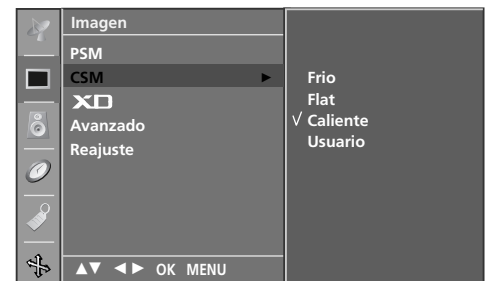 Imagen
PSM
CSM ►
XD
Avanzado
Reajuste
▲▼ ◄► OK MENU
Frio
Flat
√ Caliente
Usuario